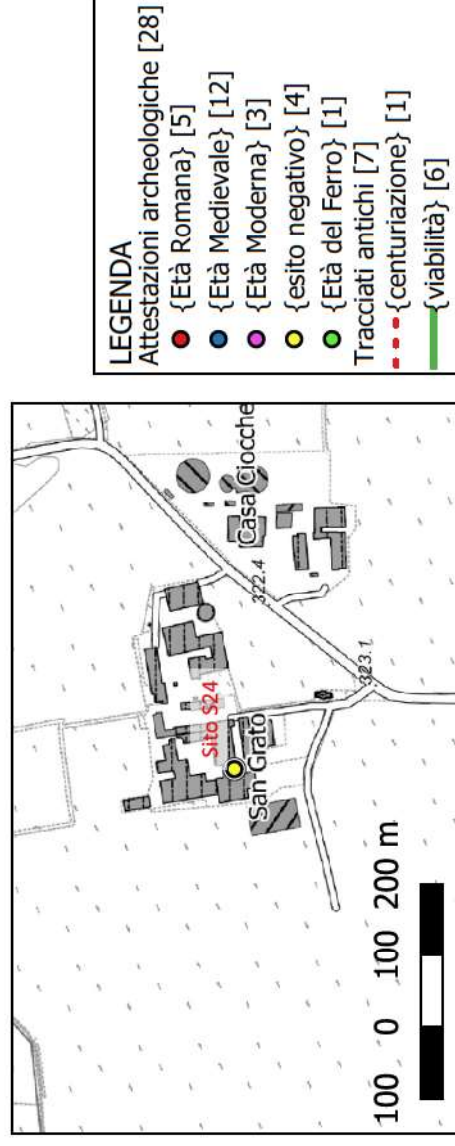 LEGENDA
Attestazioni archeologiche [28]
{Età Romana} [5]
{Età Medievale} [12]
{Età Moderna} [3]
{esito negativo} [4]
{Età del Ferro} [1]
Tracciati antichi [7]
{centuriazione} [1]
{viabilità} [6]
Casa Ciocche
322.4
Sito S24
San Grato
323.1
100 0 100 200 m